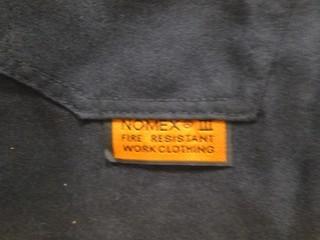 NOMEX® III
FIRE RESISTANT
WORK CLOTHING